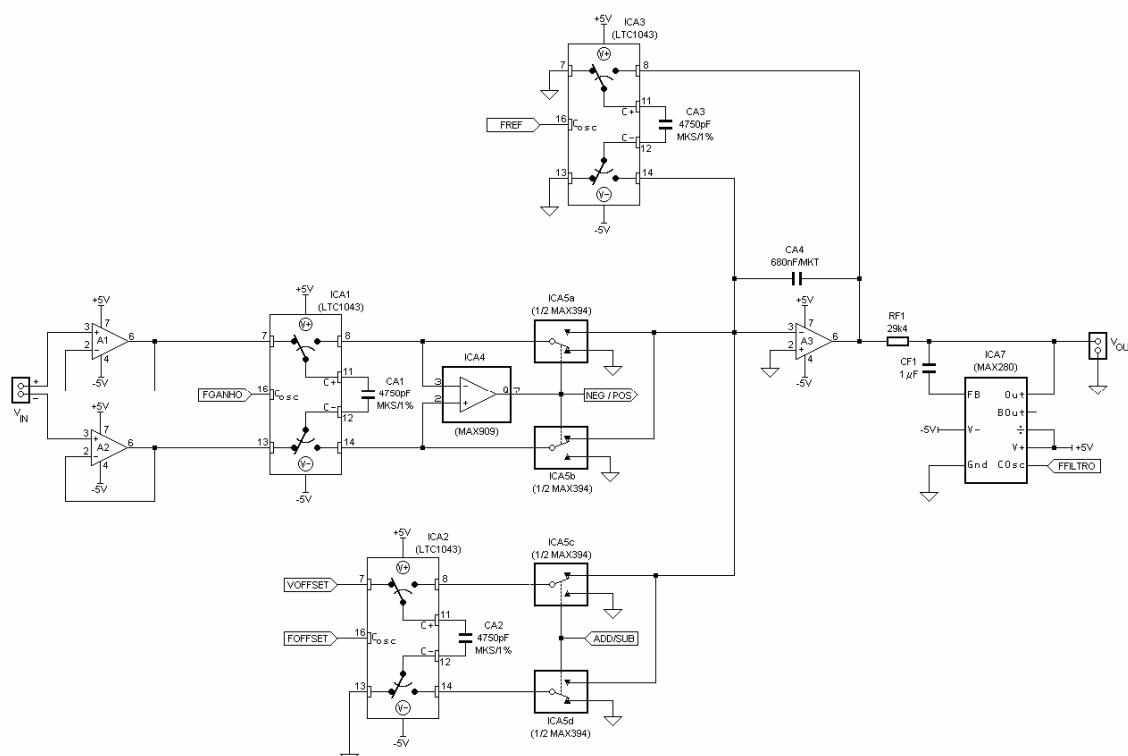 +5V
ICA3
(LTC1043)
V+
7
8
11
C+
CA3
4750pF
MKS/1%
FREF
16
Cosc
C-
12
13
14
V-
-5V
CA4
680nF/MKT
+5V
ICA1
(LTC1043)
ICA5a
(1/2 MAX394)
+5V
3
+
7
2
-
A1
6
4
-5V
7
V+
8
ICA4
3
-
2
+
Q
7
(MAX909)
+5V
3
-
7
2
+
A3
6
4
-5V
RF1
29k4
VOU
CF1
1µF
ICA7
(MAX280)
FB
Out
BOut
-5V
V-
÷
V+
+5V
Gnd
COsc
FFILTRO
+
-
VIN
FGANHO
16
Cosc
11
C+
CA1
4750pF
MKS/1%
C-
12
NEG / POS
+5V
3
+
7
2
-
A2
6
4
-5V
13
14
V-
-5V
ICA5b
(1/2 MAX394)
+5V
ICA2
(LTC1043)
ICA5c
(1/2 MAX394)
V+
VOFFSET
7
8
11
C+
CA2
4750pF
MKS/1%
FOFFSET
16
Cosc
C-
12
ADD/SUB
13
14
V-
-5V
ICA5d
(1/2 MAX394)